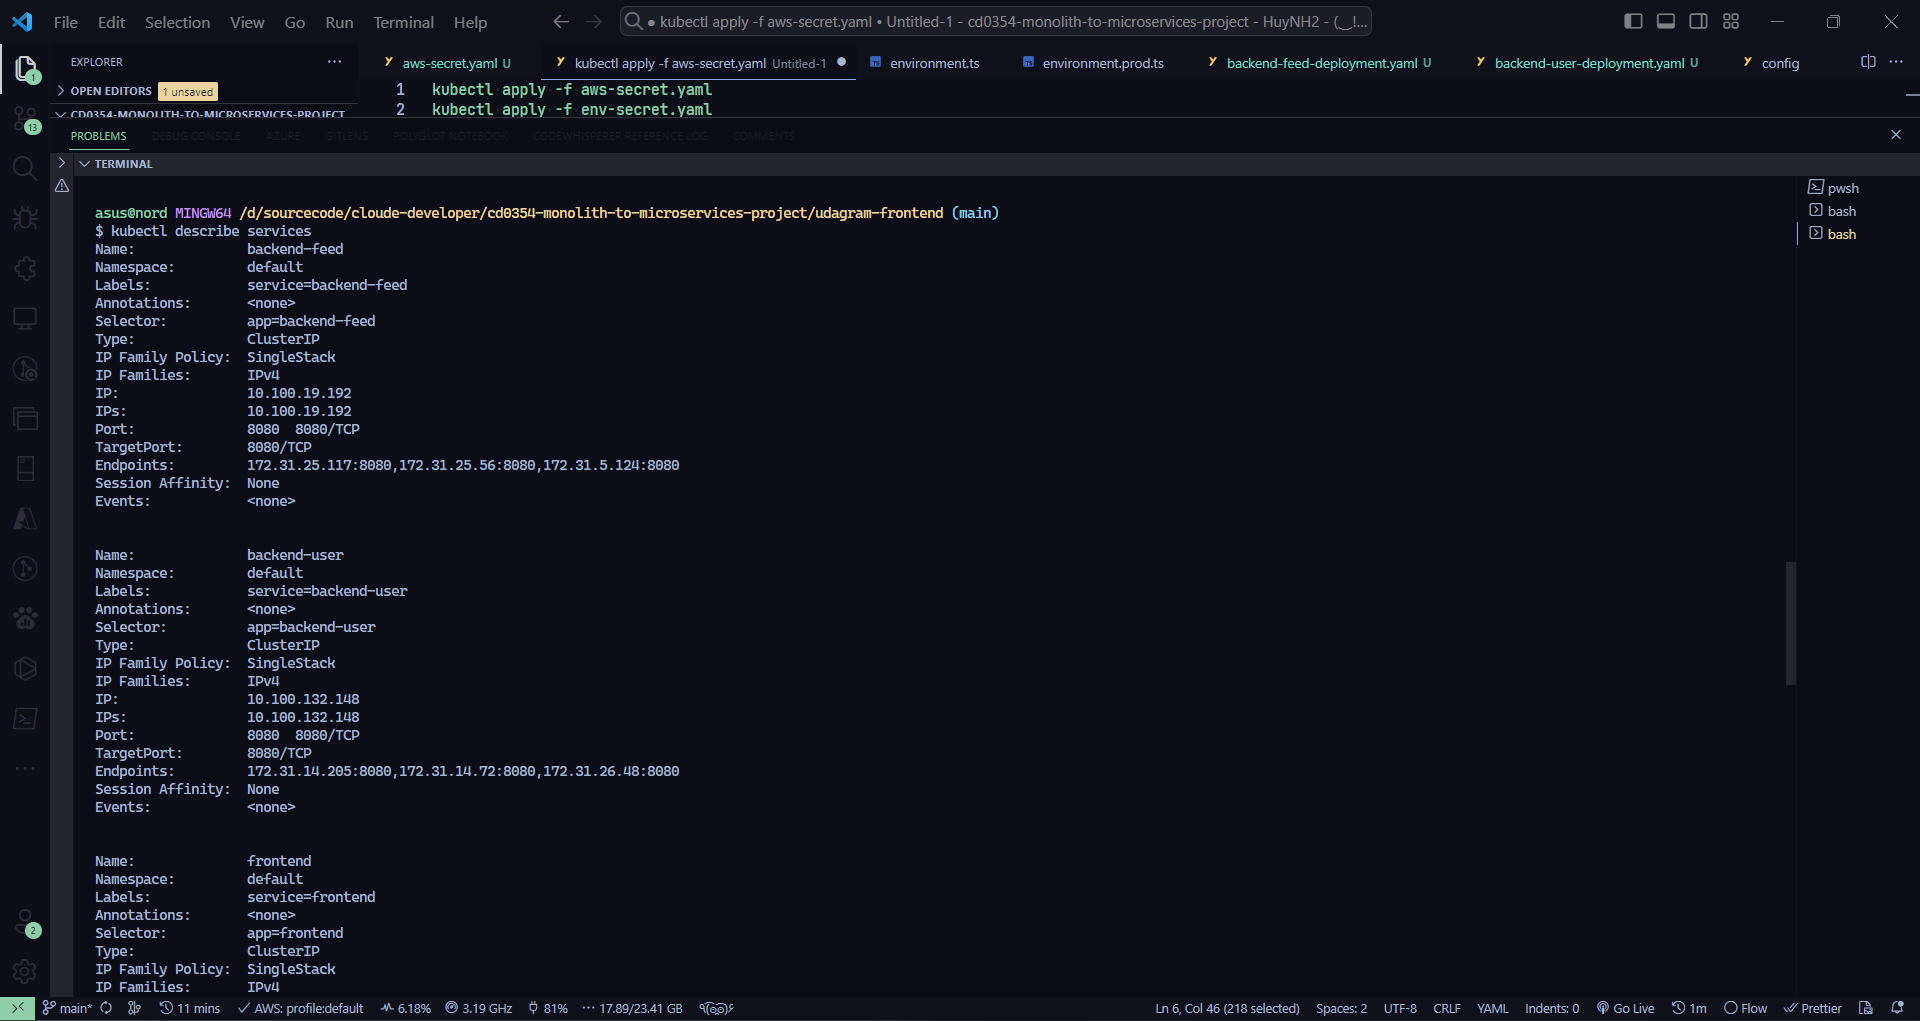 File Edit Selection View Go Run Terminal Help
● kubectl apply -f aws-secret.yaml • Untitled-1 - cd0354-monolith-to-microservices-project - HuyNH2 - (‿!...
EXPLORER
aws-secret.yaml U
kubectl apply -f aws-secret.yaml Untitled-1
environment.ts
environment.prod.ts
backend-feed-deployment.yaml U
backend-user-deployment.yaml U
config
OPEN EDITORS 1 unsaved
CD0354-MONOLITH-TO-MICROSERVICES-PROJECT
1 kubectl apply -f aws-secret.yaml
2 kubectl apply -f env-secret.yaml
PROBLEMS DEBUG CONSOLE AZURE GITLENS POLYGLOT NOTEBOOK CODEWHISPERER REFERENCE LOG COMMENTS
TERMINAL
asus@nord MINGW64 /d/sourcecode/cloude-developer/cd0354-monolith-to-microservices-project/udagram-frontend (main)
$ kubectl describe services
Name: backend-feed
Namespace: default
Labels: service=backend-feed
Annotations: <none>
Selector: app=backend-feed
Type: ClusterIP
IP Family Policy: SingleStack
IP Families: IPv4
IP: 10.100.19.192
IPs: 10.100.19.192
Port: 8080 8080/TCP
TargetPort: 8080/TCP
Endpoints: 172.31.25.117:8080,172.31.25.56:8080,172.31.5.124:8080
Session Affinity: None
Events: <none>
Name: backend-user
Namespace: default
Labels: service=backend-user
Annotations: <none>
Selector: app=backend-user
Type: ClusterIP
IP Family Policy: SingleStack
IP Families: IPv4
IP: 10.100.132.148
IPs: 10.100.132.148
Port: 8080 8080/TCP
TargetPort: 8080/TCP
Endpoints: 172.31.14.205:8080,172.31.14.72:8080,172.31.26.48:8080
Session Affinity: None
Events: <none>
Name: frontend
Namespace: default
Labels: service=frontend
Annotations: <none>
Selector: app=frontend
Type: ClusterIP
IP Family Policy: SingleStack
IP Families: IPv4
pwsh
bash
bash
1
13
2
main* 11 mins AWS: profile:default 6.18% 3.19 GHz 81% 17.89/23.41 GB
Ln 6, Col 46 (218 selected) Spaces: 2 UTF-8 CRLF YAML Indents: 0 Go Live 1m Flow Prettier